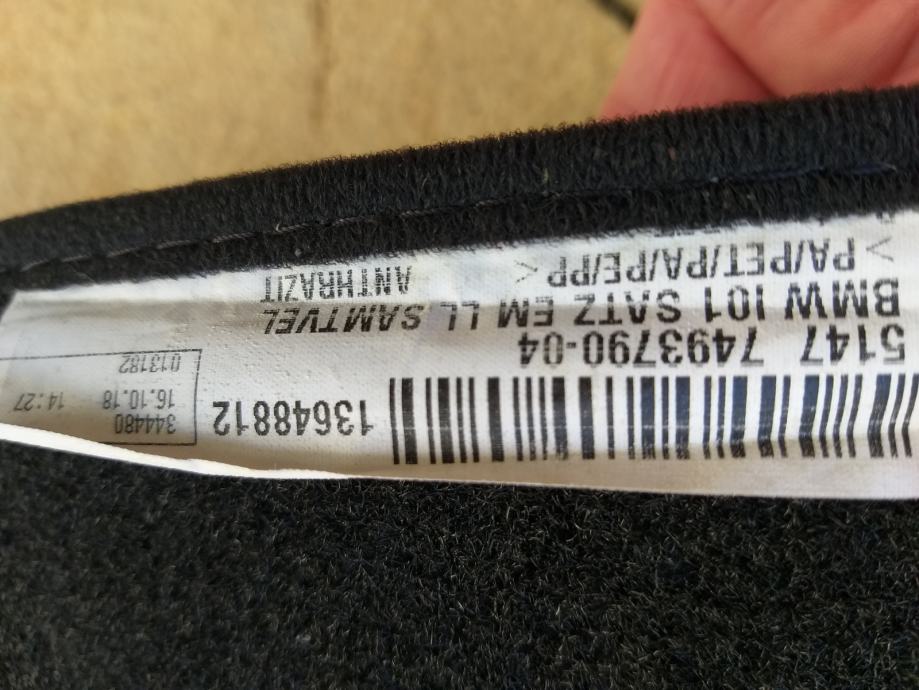 344480
16.10.18 14:27
013182
13648812
5147 7493790-04
BMW I01 SATZ EM LL SAMTVEL
ANTHRAZIT
>PA/PET/PA/PE/PP<